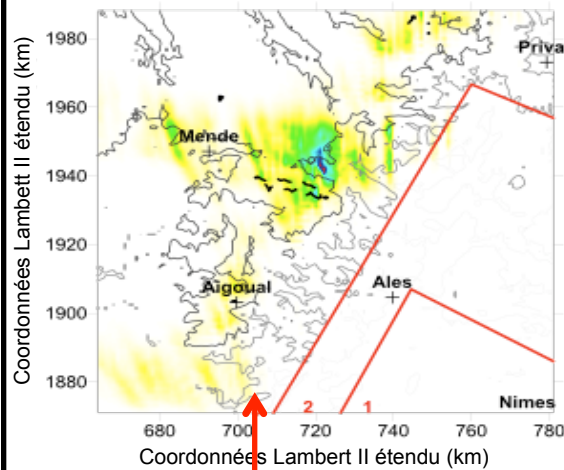 Coordonnées Lambett II étendu (km)
1980
1960
1940
1920
1900
1880
Priva
Mende
Aigoual
Ales
2
1
Nimes
680
700
720
740
760
780
Coordonnées Lambert II étendu (km)